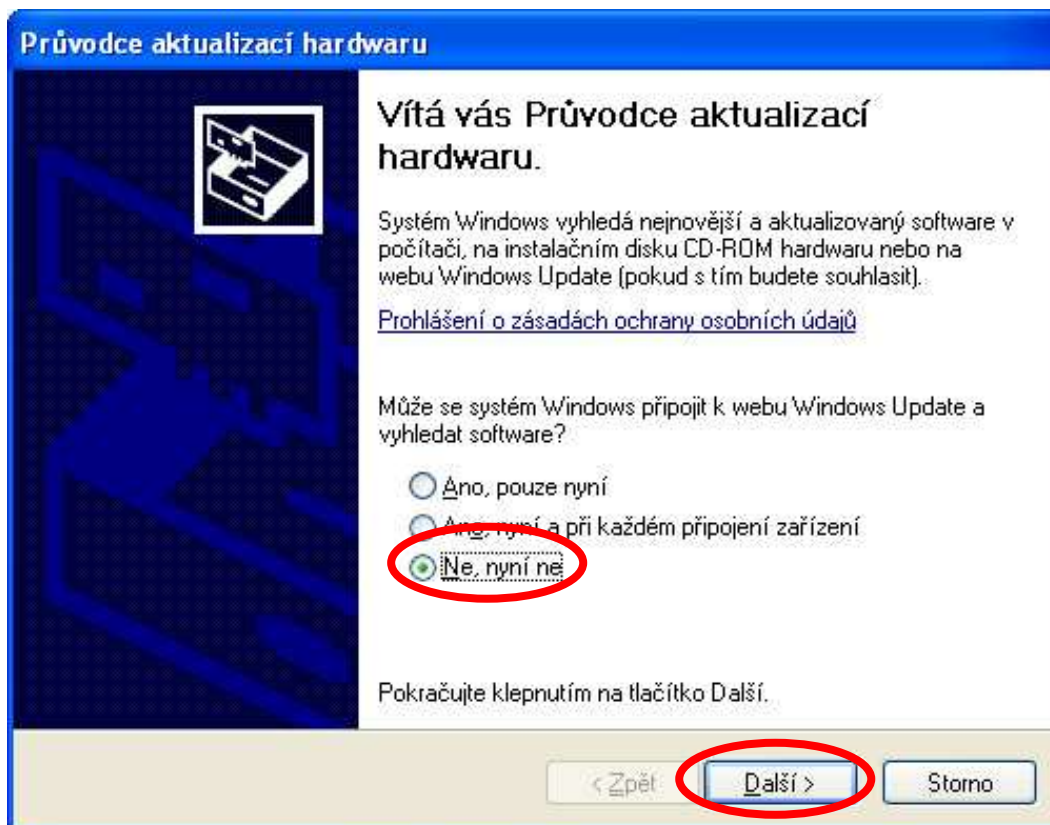 Průvodce aktualizací hardwaru
Vítá vás Průvodce aktualizací
hardwaru.
Systém Windows vyhledá nejnovější a aktualizovaný software v
počítači, na instalačním disku CD-ROM hardwaru nebo na
webu Windows Update (pokud s tím budete souhlasit).
Prohlášení o zásadách ochrany osobních údajů
Může se systém Windows připojit k webu Windows Update a
vyhledat software?
Ano, pouze nyní
Ano, nyní a při každém připojení zařízení
Ne, nyní ne
Pokračujte klepnutím na tlačítko Další.
< Zpět
Další >
Storno